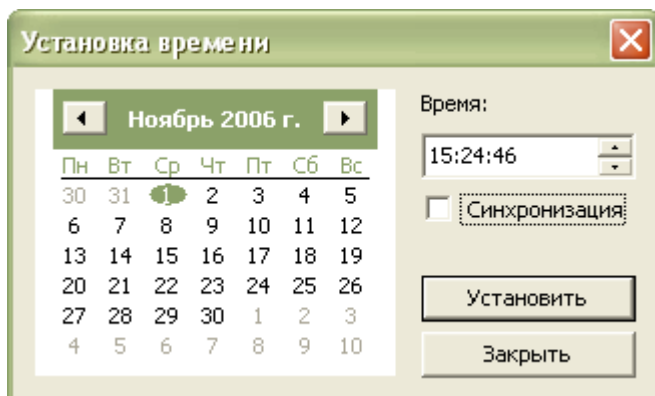 Установка времени
Ноябрь 2006 г.
Пн Вт Ср Чт Пт Сб Вс
30 31 1 2 3 4 5
6 7 8 9 10 11 12
13 14 15 16 17 18 19
20 21 22 23 24 25 26
27 28 29 30 1 2 3
4 5 6 7 8 9 10
Время:
15:24:46
Синхронизация
Установить
Закрыть